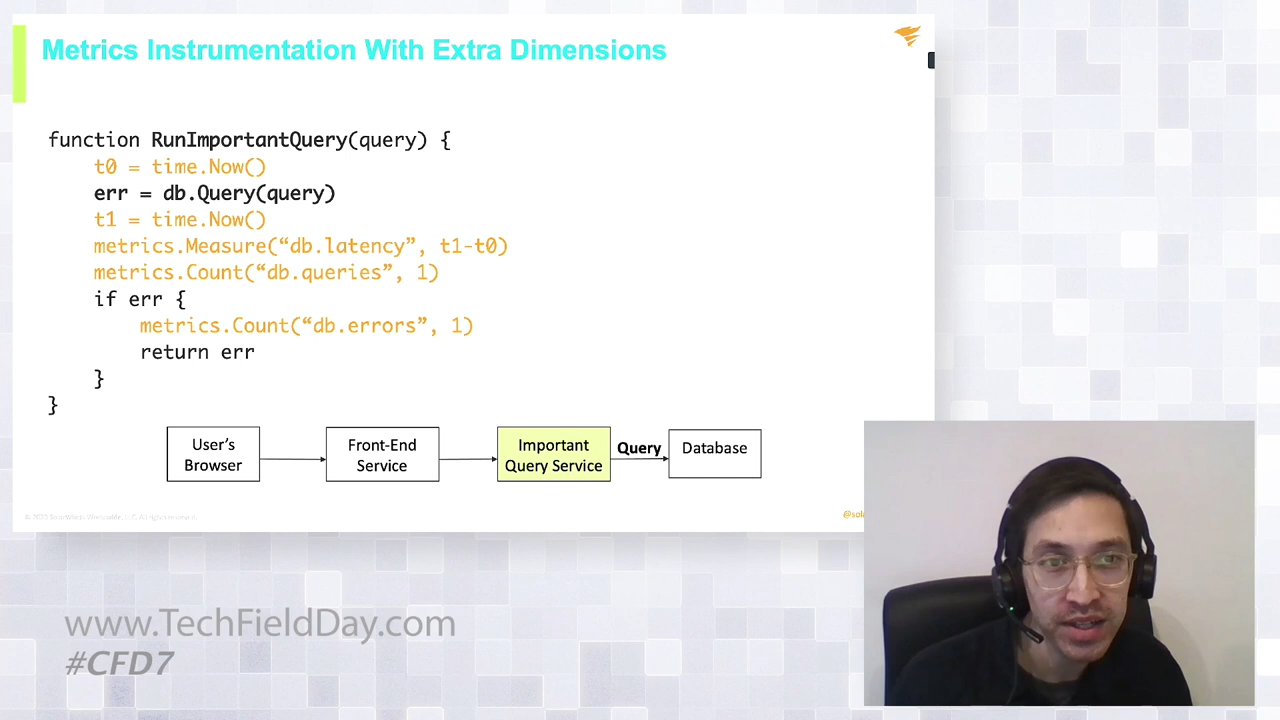 Metrics Instrumentation With Extra Dimensions
function RunImportantQuery(query) {
t0 = time.Now()
err = db.Query(query)
t1 = time.Now()
metrics.Measure(“db.latency”, t1-t0)
metrics.Count(“db.queries”, 1)
if err {
metrics.Count(“db.errors”, 1)
return err
}
}
User’s
Browser
Front-End
Service
Important
Query Service
Query
Database
@sol
www.TechFieldDay.com
#CFD7